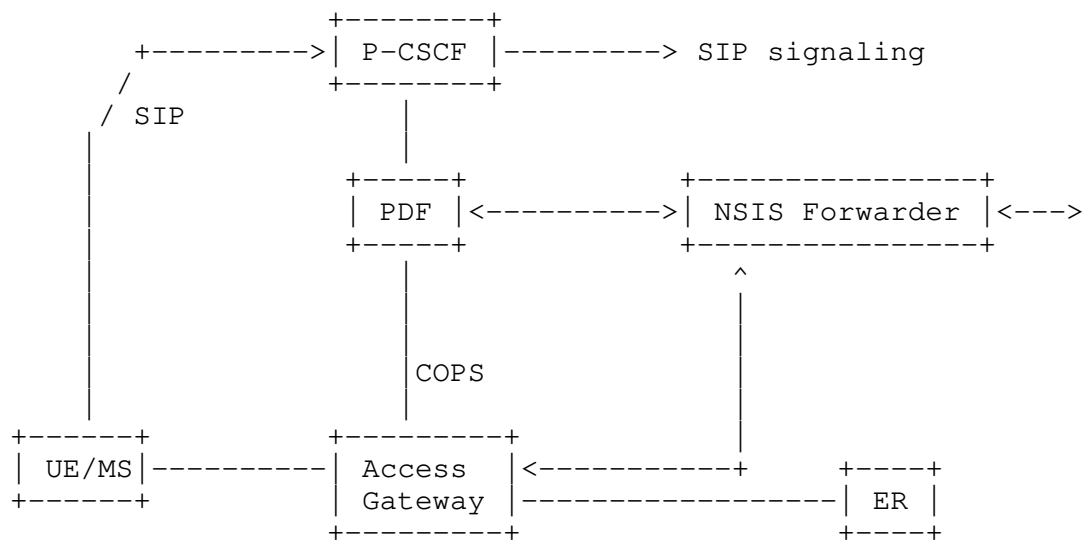 P-CSCF
SIP signaling
SIP
PDF
NSIS Forwarder
COPS
UE/MS
Access
Gateway
ER